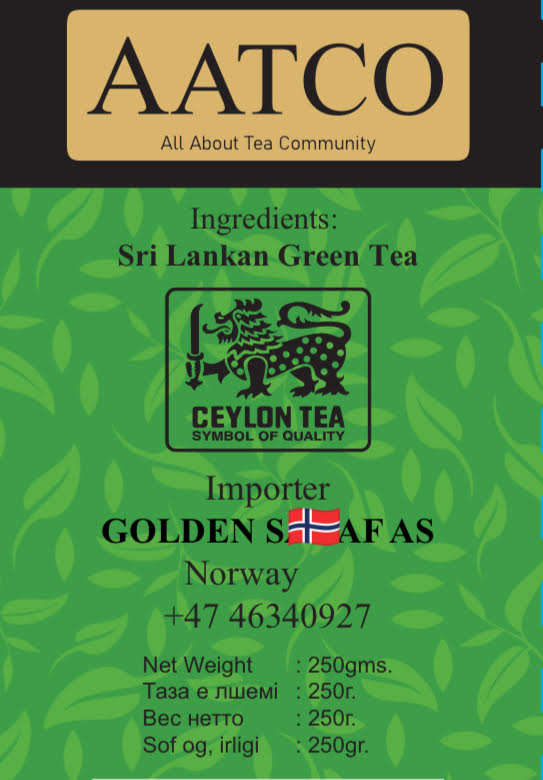 AATCO
All About Tea Community
Ingredients:
Sri Lankan Green Tea
CEYLON TEA
SYMBOL OF QUALITY
Importer
GOLDEN AS
Norway
+47 46340927
Net Weight : 250gms.
Таза е лшемі : 250г.
Вес нетто : 250г.
Sof og, irligi : 250gr.